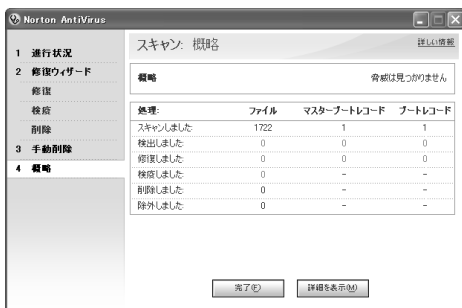 Norton AntiVirus
1 進行状況
2 修復ウィザード
修復
検疫
削除
3 手動削除
4 概略
スキャン: 概略
詳しい情報
概略 脅威は見つかりません
処理: ファイル マスターブートレコード ブートレコード
スキャンしました: 1722 1 1
検出しました: 0 0 0
修復しました: 0 0 0
検疫しました: 0 - -
削除しました: 0 - -
除外しました: 0 - -
完了(F) 詳細を表示(M)